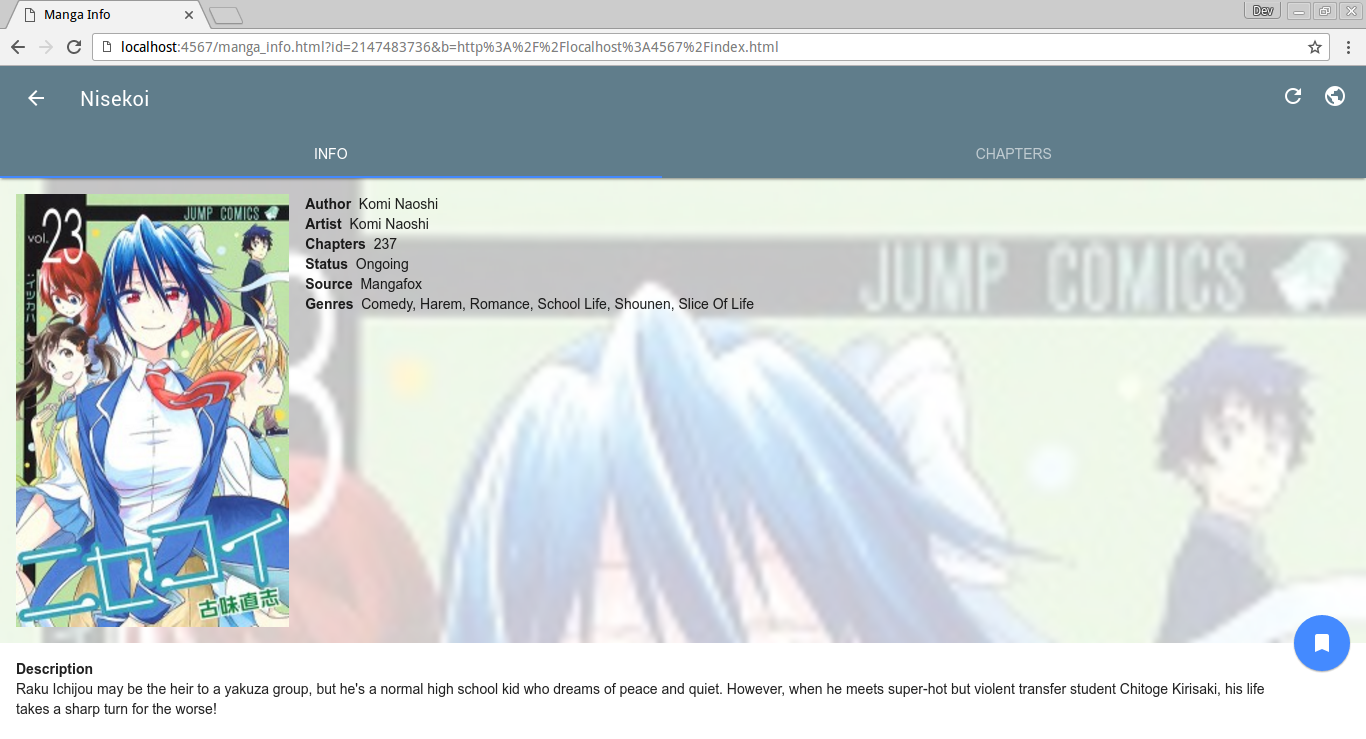 Manga Info
Dev
localhost:4567/manga_info.html?id=2147483736&b=http%3A%2F%2Flocalhost%3A4567%2Findex.html
Nisekoi
INFO
CHAPTERS
JUMP COMICS
vol. 23
ニセコイ
古味直志
Author Komi Naoshi
Artist Komi Naoshi
Chapters 237
Status Ongoing
Source Mangafox
Genres Comedy, Harem, Romance, School Life, Shounen, Slice Of Life
JUMP COMICS
Description
Raku Ichijou may be the heir to a yakuza group, but he's a normal high school kid who dreams of peace and quiet. However, when he meets super-hot but violent transfer student Chitoge Kirisaki, his life
takes a sharp turn for the worse!